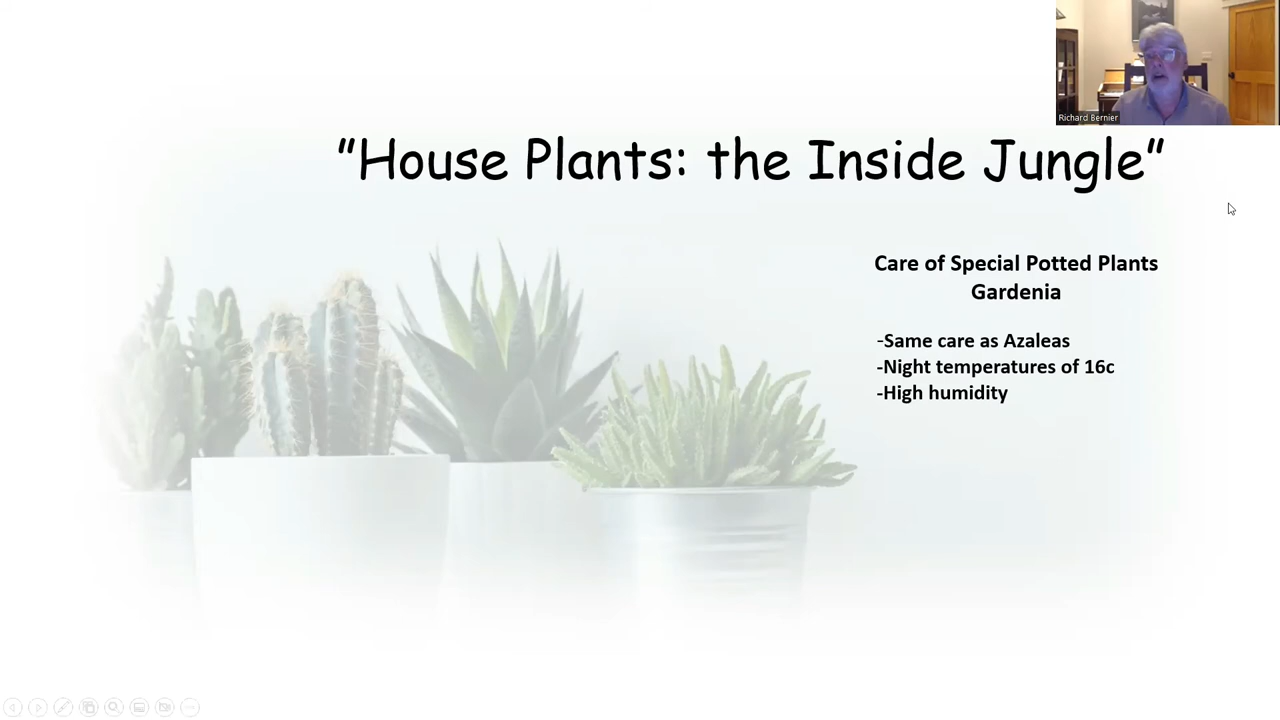 Richard Bernier
"House Plants: the Inside Jungle"
Care of Special Potted Plants
Gardenia
-Same care as Azaleas
-Night temperatures of 16c
-High humidity